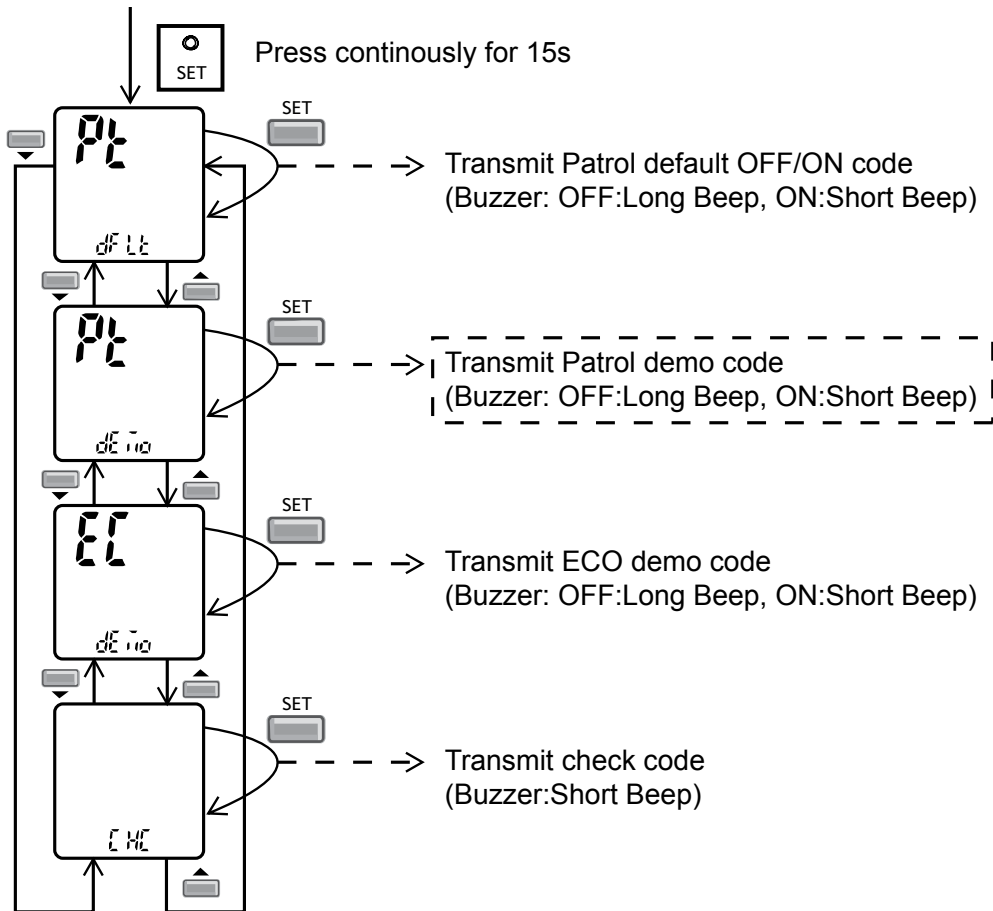 SET
Press continously for 15s
SET
Pt
Transmit Patrol default OFF/ON code
(Buzzer: OFF:Long Beep, ON:Short Beep)
dFLt
SET
Pt
Transmit Patrol demo code
(Buzzer: OFF:Long Beep, ON:Short Beep)
dEmo
SET
EC
Transmit ECO demo code
(Buzzer: OFF:Long Beep, ON:Short Beep)
dEmo
SET
Transmit check code
(Buzzer:Short Beep)
CHC